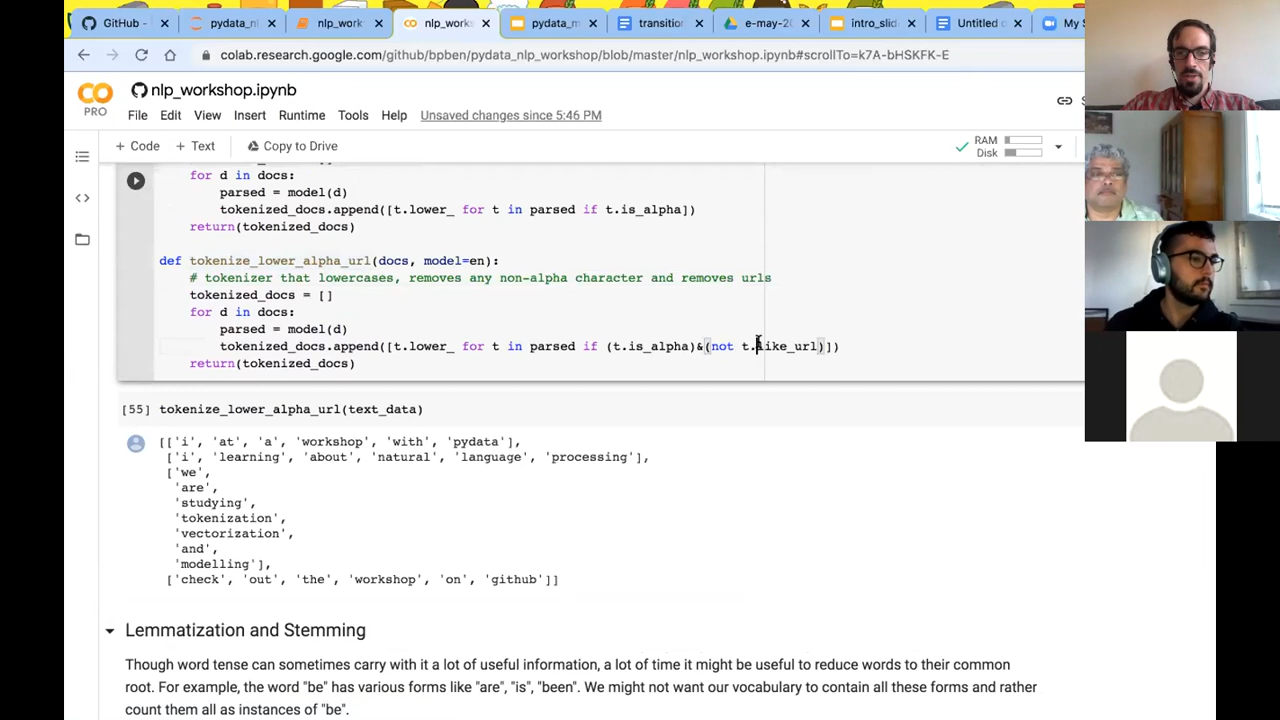 GitHub - 
pydata_nl
nlp_work
nlp_works
pydata_m
transition
e-may-20
intro_slid
Untitled d
My S
colab.research.google.com/github/bpben/pydata_nlp_workshop/blob/master/nlp_workshop.ipynb#scrollTo=k7A-bHSKFK-E
nlp_workshop.ipynb
PRO
File Edit View Insert Runtime Tools Help Unsaved changes since 5:46 PM
+ Code + Text Copy to Drive
RAM
Disk
for d in docs:
parsed = model(d)
tokenized_docs.append([t.lower_ for t in parsed if t.is_alpha])
return(tokenized_docs)
def tokenize_lower_alpha_url(docs, model=en):
# tokenizer that lowercases, removes any non-alpha character and removes urls
tokenized_docs = []
for d in docs:
parsed = model(d)
tokenized_docs.append([t.lower_ for t in parsed if (t.is_alpha)&(not t.like_url)])
return(tokenized_docs)
[55] tokenize_lower_alpha_url(text_data)
[['i', 'at', 'a', 'workshop', 'with', 'pydata'],
['i', 'learning', 'about', 'natural', 'language', 'processing'],
['we',
'are',
'studying',
'tokenization',
'vectorization',
'and',
'modelling'],
['check', 'out', 'the', 'workshop', 'on', 'github']]
Lemmatization and Stemming
Though word tense can sometimes carry with it a lot of useful information, a lot of time it might be useful to reduce words to their common
root. For example, the word "be" has various forms like "are", "is", "been". We might not want our vocabulary to contain all these forms and rather
count them all as instances of "be".